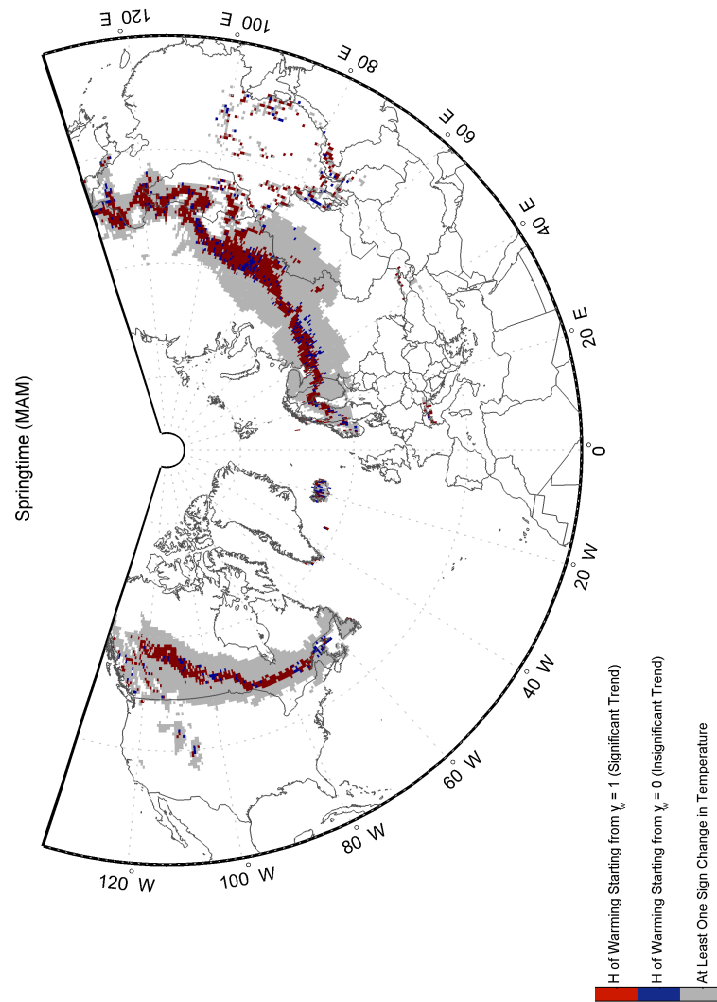 Springtime (MAM)
120 E
100 E
80 E
60 E
40 E
20 E
0
20 W
40 W
60 W
80 W
100 W
120 W
H of Warming Starting from γw = 1 (Significant Trend)
H of Warming Starting from γw = 0 (Insignificant Trend)
At Least One Sign Change in Temperature